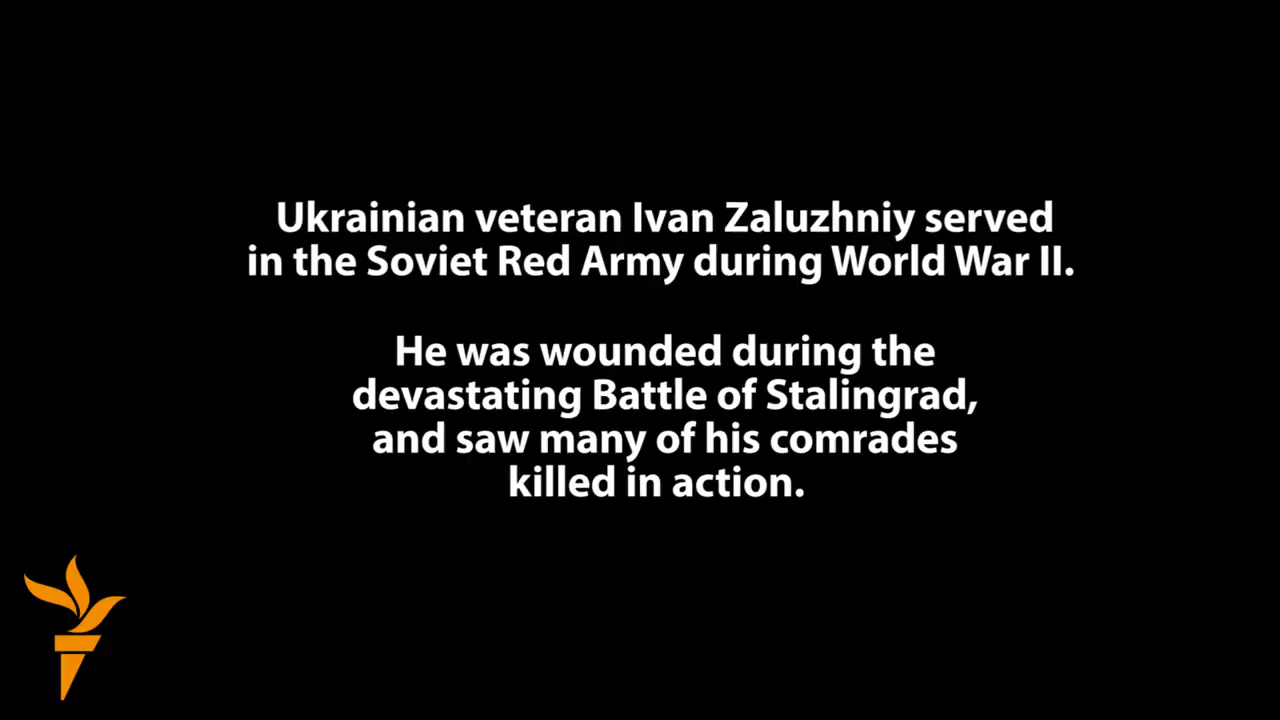 Ukrainian veteran Ivan Zaluzhniy served
in the Soviet Red Army during World War II.
He was wounded during the
devastating Battle of Stalingrad,
and saw many of his comrades
killed in action.